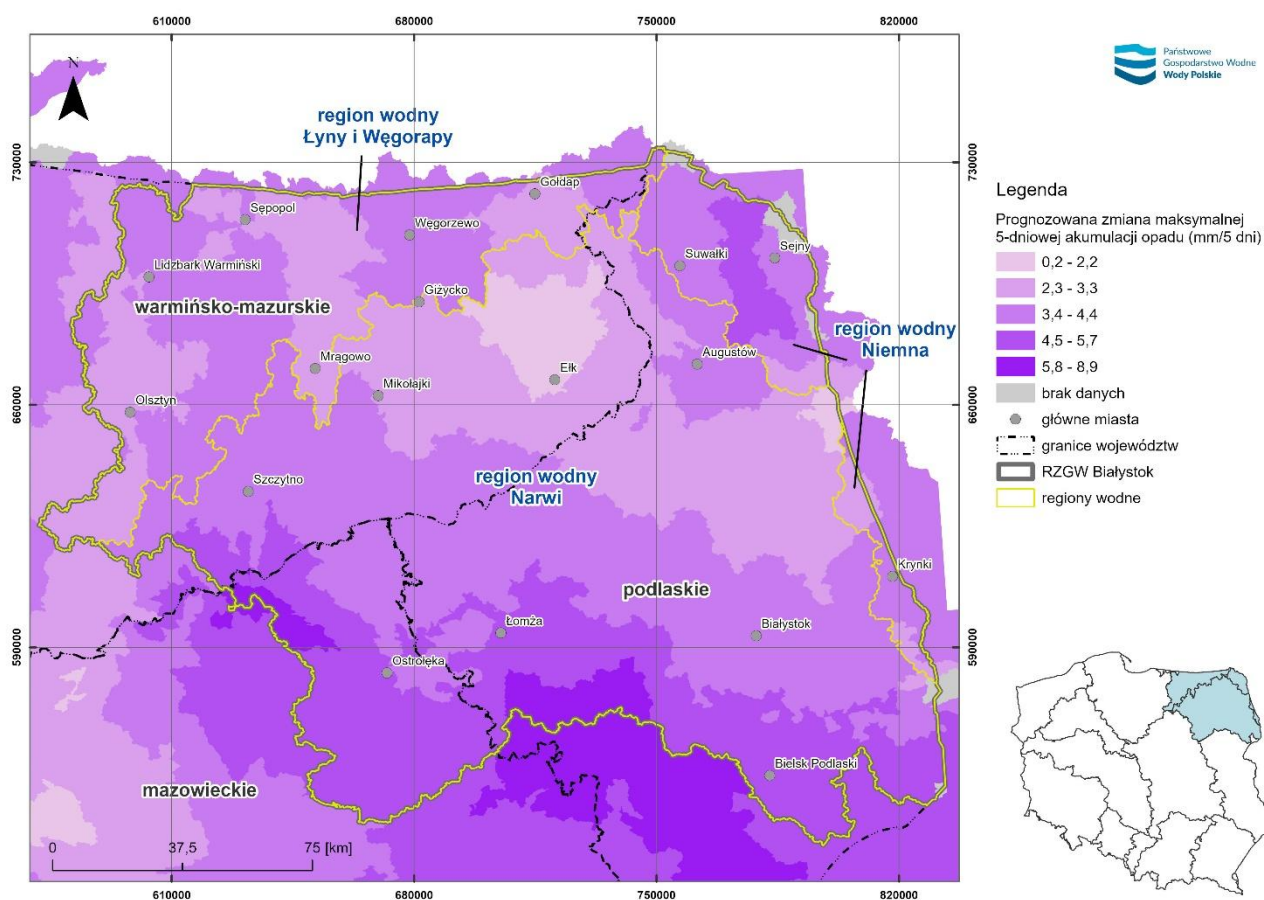 610000
680000
750000
820000
Państwowe
Gospodarstwo Wodne
Wody Polskie
N
region wodny
Łyny i Węgorapy
730000
730000
Gołdap
Sępopol
Węgorzewo
Suwałki
Sejny
Lidzbark Warmiński
warmińsko-mazurskie
Giżycko
region wodny
Niemna
Mrągowo
Mikołajki
Ełk
Augustów
660000
660000
Olsztyn
Szczytno
region wodny
Narwi
Krynki
podlaskie
Łomża
Białystok
590000
590000
Ostrołęka
Bielsk Podlaski
mazowieckie
0
37,5
75 [km]
610000
680000
750000
820000
Legenda
Prognozowana zmiana maksymalnej
5-dniowej akumulacji opadu (mm/5 dni)
0,2 - 2,2
2,3 - 3,3
3,4 - 4,4
4,5 - 5,7
5,8 - 8,9
brak danych
główne miasta
granice województw
RZGW Białystok
regiony wodne